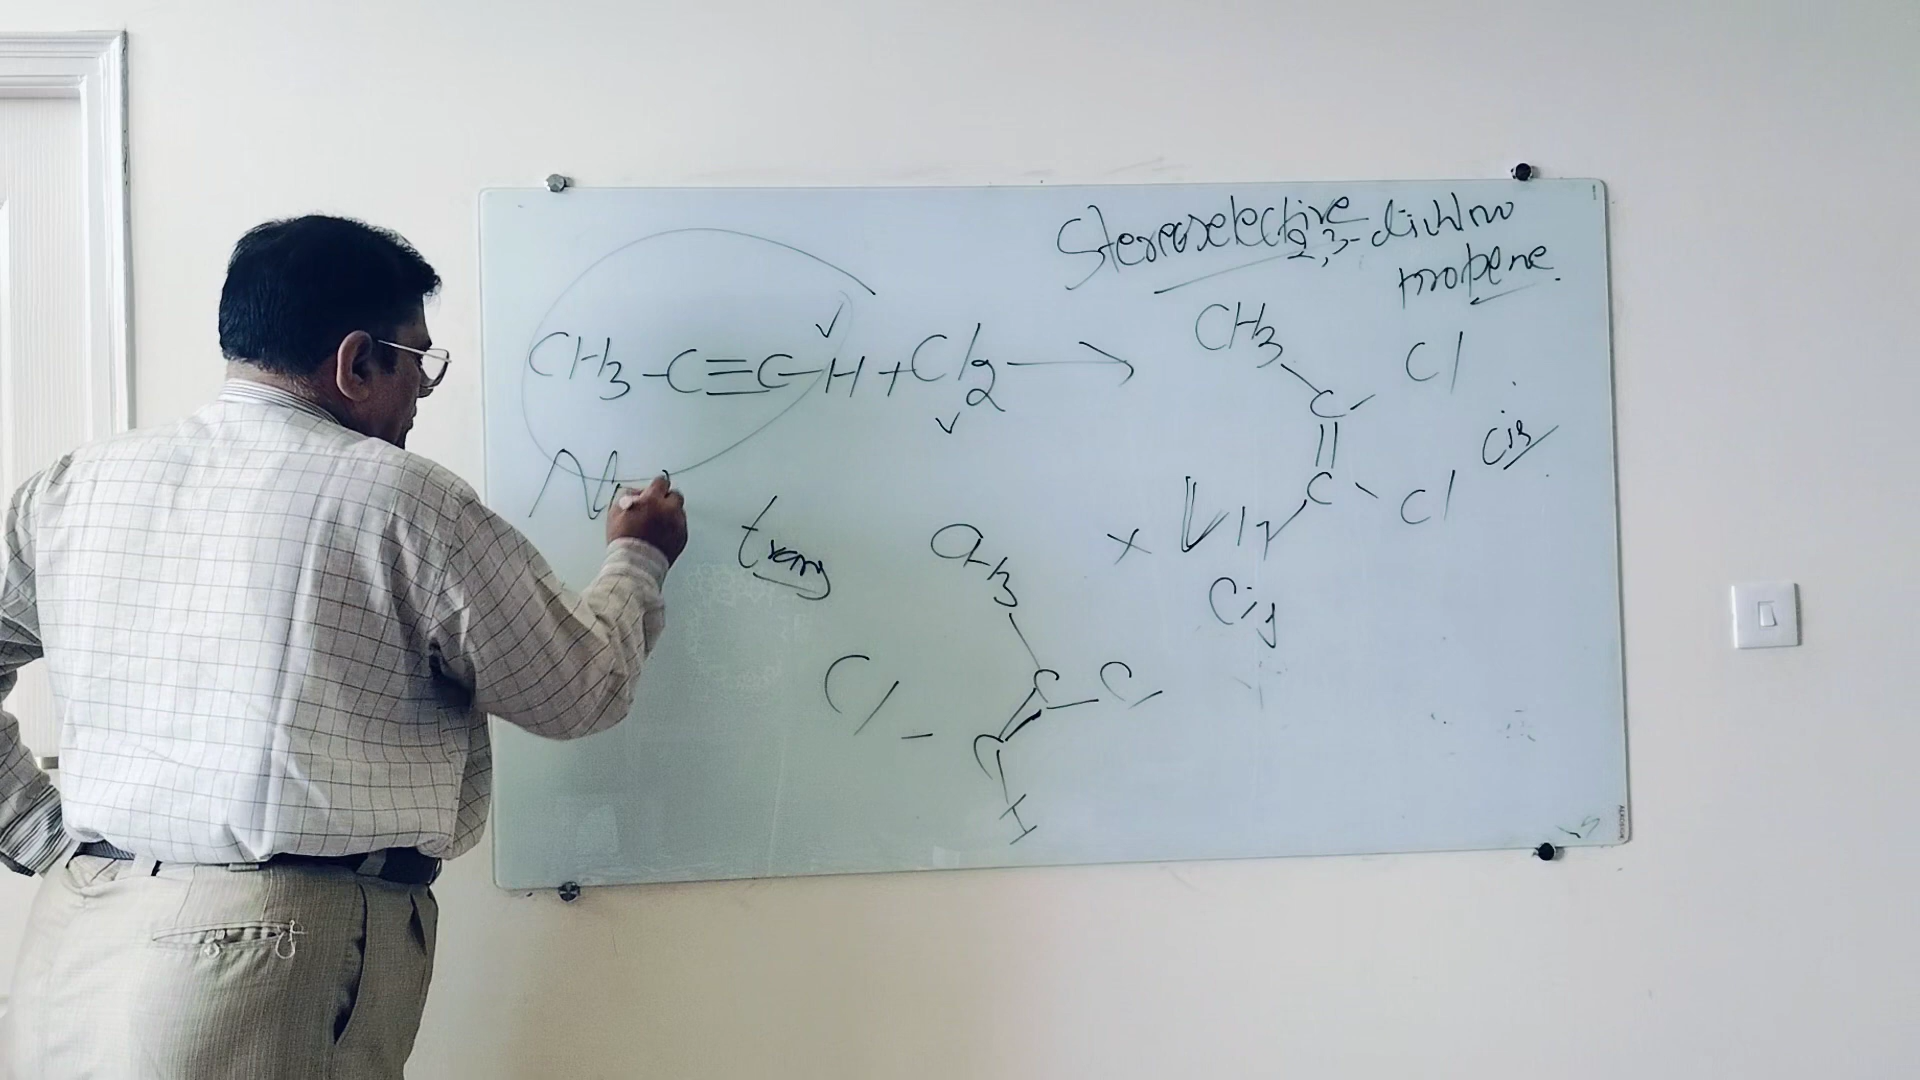 Stereoselective
2,3-dichloro
propene.
CH3-C≡C-H+Cl2→
CH3 Cl
C
||
C Cl
cis
x
Cis
trans
CH3
Cl - C Cl
C
H